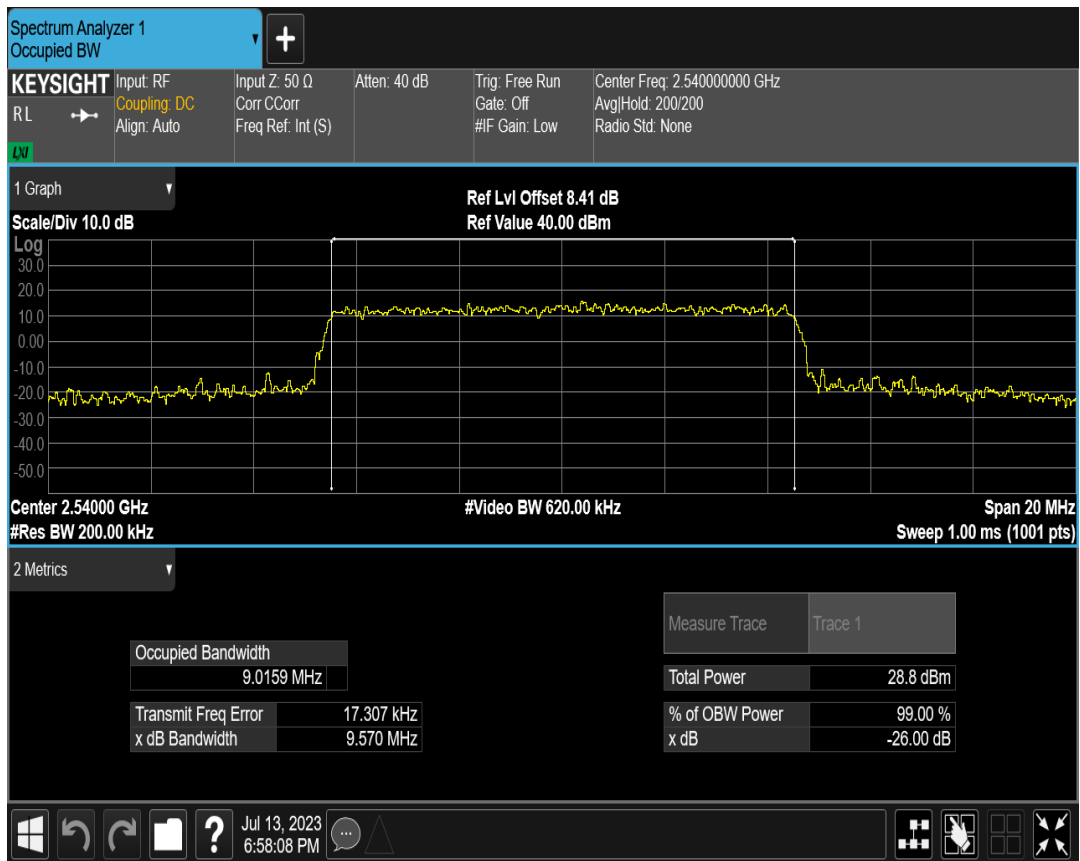 Spectrum Analyzer 1
Occupied BW
KEYSIGHT
RL
LXI
Input: RF
Coupling: DC
Align: Auto
Input Z: 50 Ω
Corr CCorr
Freq Ref: Int (S)
Atten: 40 dB
Trig: Free Run
Gate: Off
#IF Gain: Low
Center Freq: 2.540000000 GHz
Avg|Hold: 200/200
Radio Std: None
1 Graph
Ref Lvl Offset 8.41 dB
Scale/Div 10.0 dB
Ref Value 40.00 dBm
Log
30.0
20.0
10.0
0.00
-10.0
-20.0
-30.0
-40.0
-50.0
Center 2.54000 GHz
#Video BW 620.00 kHz
Span 20 MHz
#Res BW 200.00 kHz
Sweep 1.00 ms (1001 pts)
2 Metrics
Measure Trace
Trace 1
Occupied Bandwidth
9.0159 MHz
Total Power
28.8 dBm
Transmit Freq Error
17.307 kHz
% of OBW Power
99.00 %
x dB Bandwidth
9.570 MHz
x dB
-26.00 dB
?
Jul 13, 2023
6:58:08 PM